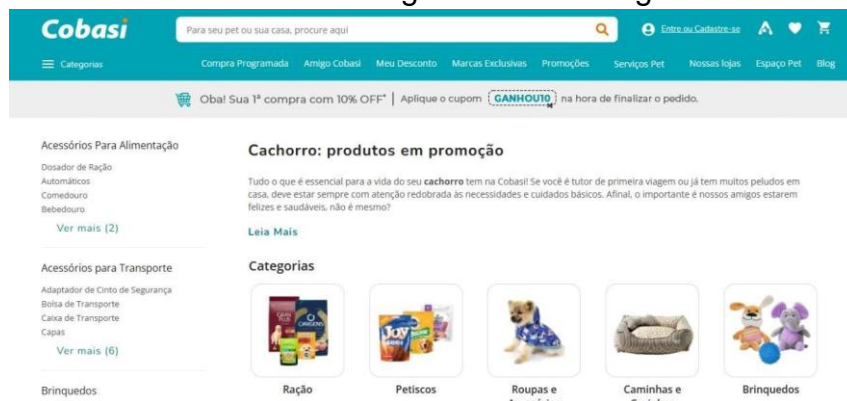 Cobasi
Para seu pet ou sua casa, procure aqui
Entre ou Cadastre-se
Categorias
Compra Programada
Amigo Cobasi
Meu Desconto
Marcas Exclusivas
Promoções
Serviços Pet
Nossas lojas
Espaço Pet
Blog
Oba! Sua 1ª compra com 10% OFF* | Aplique o cupom GANHOU10 na hora de finalizar o pedido.
Acessórios Para Alimentação
Dosador de Ração
Automáticos
Comedouro
Bebedouro
Ver mais (2)
Acessórios para Transporte
Adaptador de Cinto de Segurança
Bolsa de Transporte
Caixa de Transporte
Capas
Ver mais (6)
Brinquedos
Cachorro: produtos em promoção
Tudo o que é essencial para a vida do seu cachorro tem na Cobasi! Se você é tutor de primeira viagem ou já tem muitos peludos em
casa, deve estar sempre com atenção redobrada às necessidades e cuidados básicos. Afinal, o importante é nossos amigos estarem
felizes e saudáveis, não é mesmo?
Leia Mais
Categorias
Ração
Petiscos
Roupas e
Caminhas e
Brinquedos